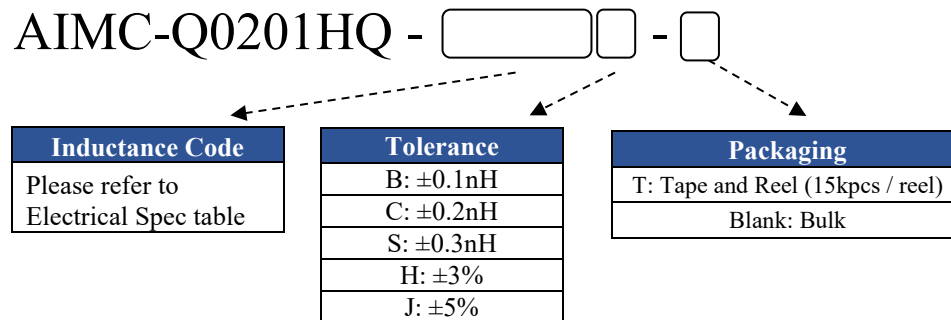 AIMC-Q0201HQ - -
Inductance Code
Please refer to
Electrical Spec table
Tolerance
B: ±0.1nH
C: ±0.2nH
S: ±0.3nH
H: ±3%
J: ±5%
Packaging
T: Tape and Reel (15kpcs / reel)
Blank: Bulk